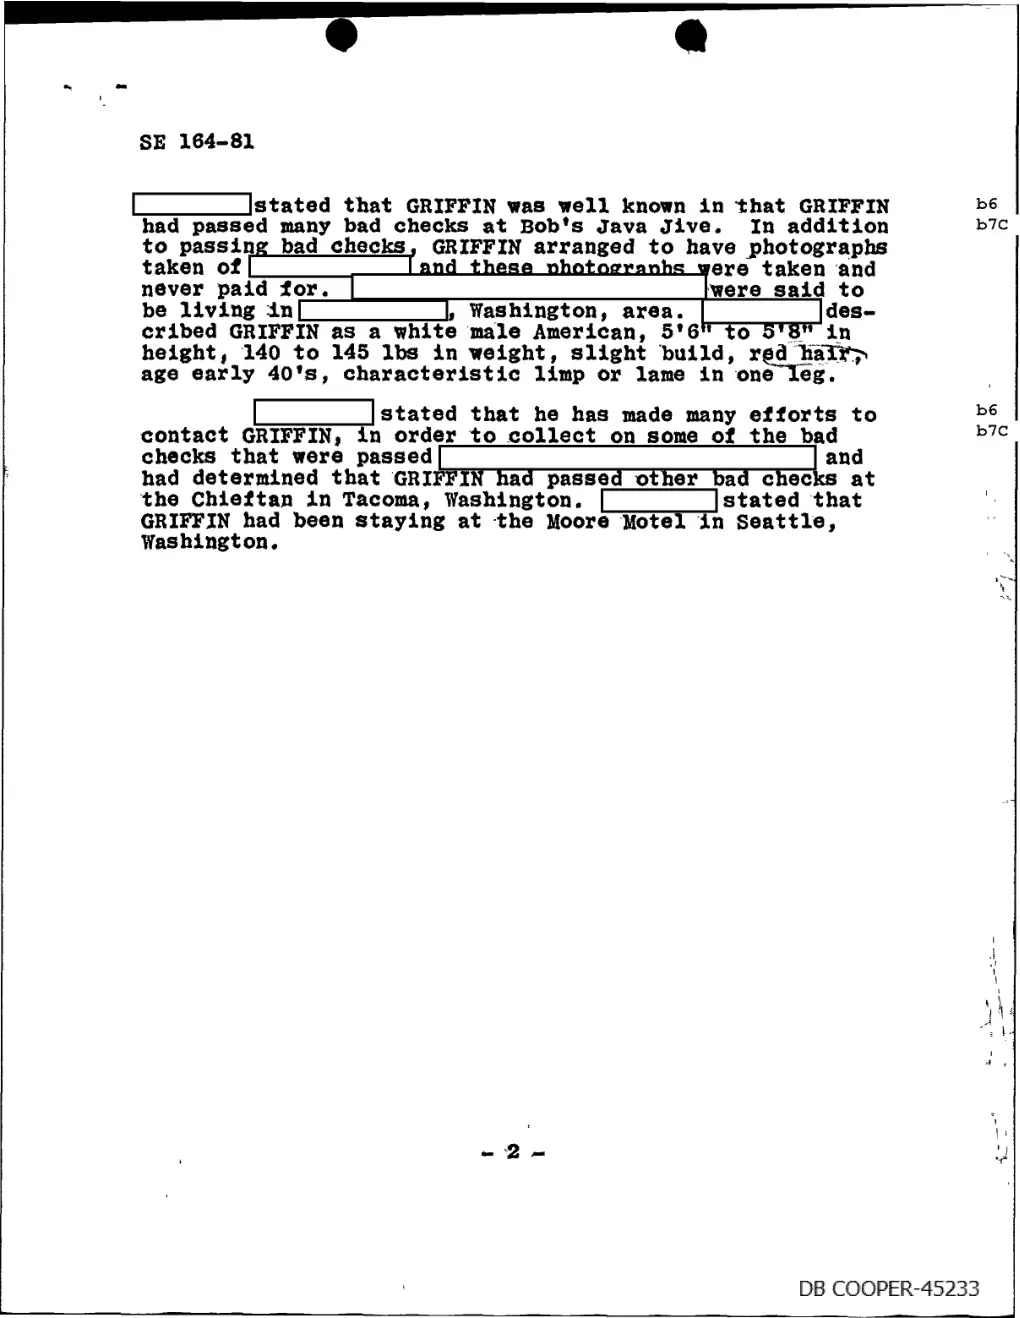 SE 164-81
stated that GRIFFIN was well known in that GRIFFIN b6
had passed many bad checks at Bob's Java Jive. In addition b7C
to passing bad checks, GRIFFIN arranged to have photographs
taken of and these photographs were taken and
never paid for. were said to
be living in , Washington, area. des-
cribed GRIFFIN as a white male American, 5'6" to 5'8" in
height, 140 to 145 lbs in weight, slight build, red hair,
age early 40's, characteristic limp or lame in one leg.
stated that he has made many efforts to b6
contact GRIFFIN, in order to collect on some of the bad b7C
checks that were passed and
had determined that GRIFFIN had passed other bad checks at
the Chieftan in Tacoma, Washington. stated that
GRIFFIN had been staying at the Moore Motel in Seattle,
Washington.
- 2 -
DB COOPER-45233